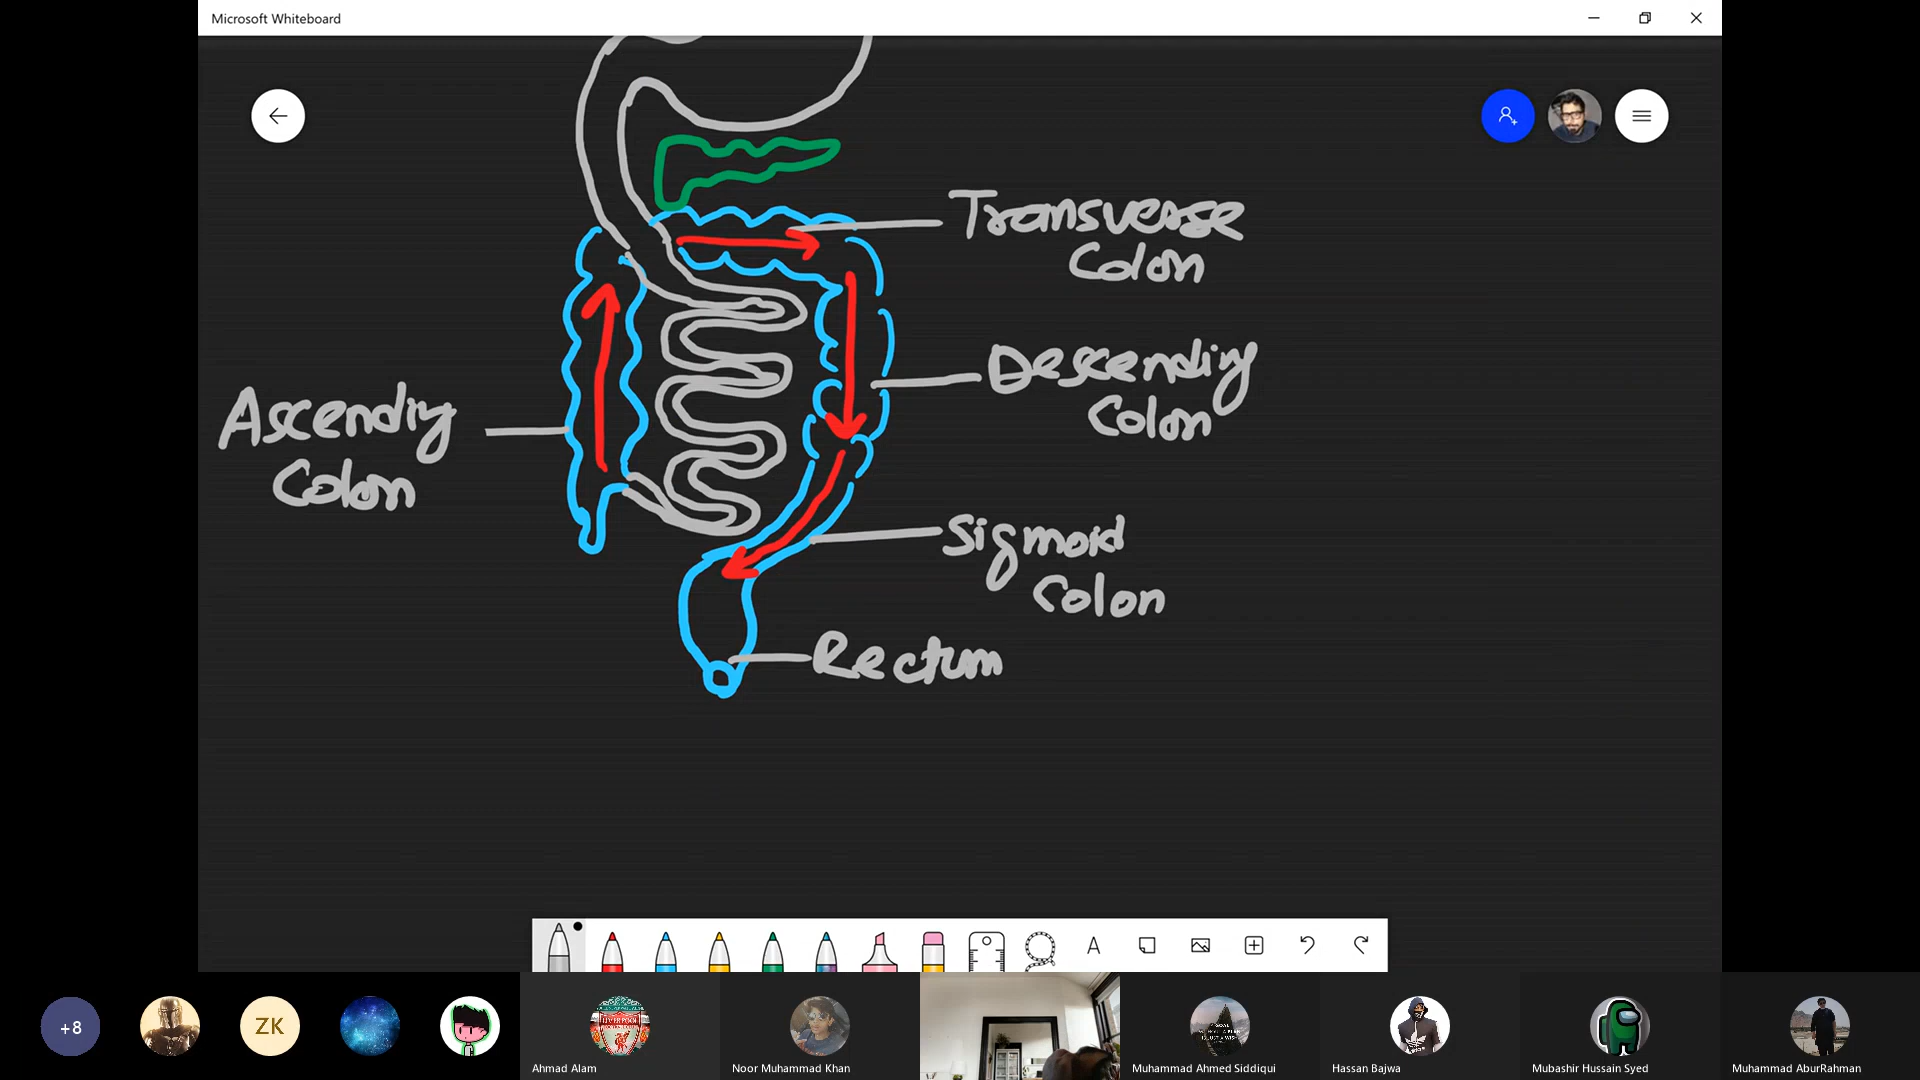 Microsoft Whiteboard
Transverse
Colon
Descending
Colon
Ascending
Colon
Sigmoid
Colon
Rectum
A
+8
ZK
LIVERPOOL
Ahmad Alam
Noor Muhammad Khan
Muhammad Ahmed Siddiqui
Hassan Bajwa
Mubashir Hussain Syed
Muhammad AburRahman